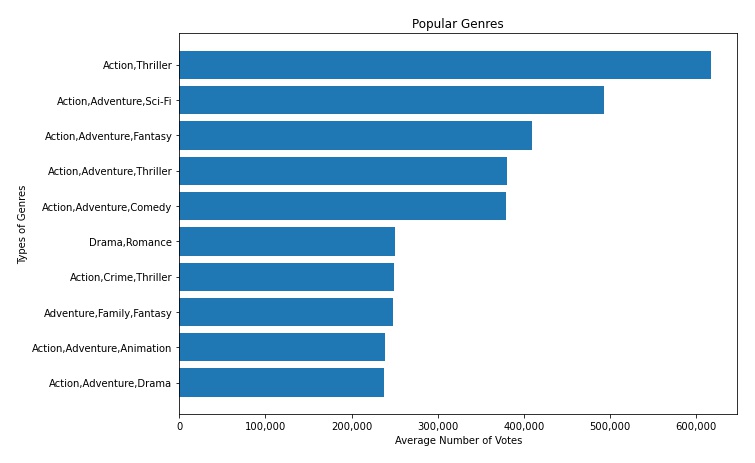 Popular Genres
Types of Genres
Action,Thriller
Action,Adventure,Sci-Fi
Action,Adventure,Fantasy
Action,Adventure,Thriller
Action,Adventure,Comedy
Drama,Romance
Action,Crime,Thriller
Adventure,Family,Fantasy
Action,Adventure,Animation
Action,Adventure,Drama
0 100,000 200,000 300,000 400,000 500,000 600,000
Average Number of Votes